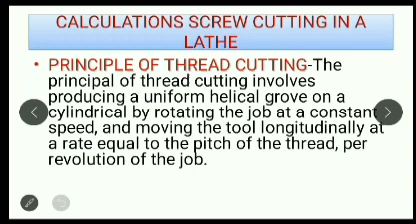 CALCULATIONS SCREW CUTTING IN A
LATHE
• PRINCIPLE OF THREAD CUTTING-The
principal of thread cutting involves
producing a uniform helical grove on a
cylindrical by rotating the job at a constant
speed, and moving the tool longitudinally at
a rate equal to the pitch of the thread, per
revolution of the job.